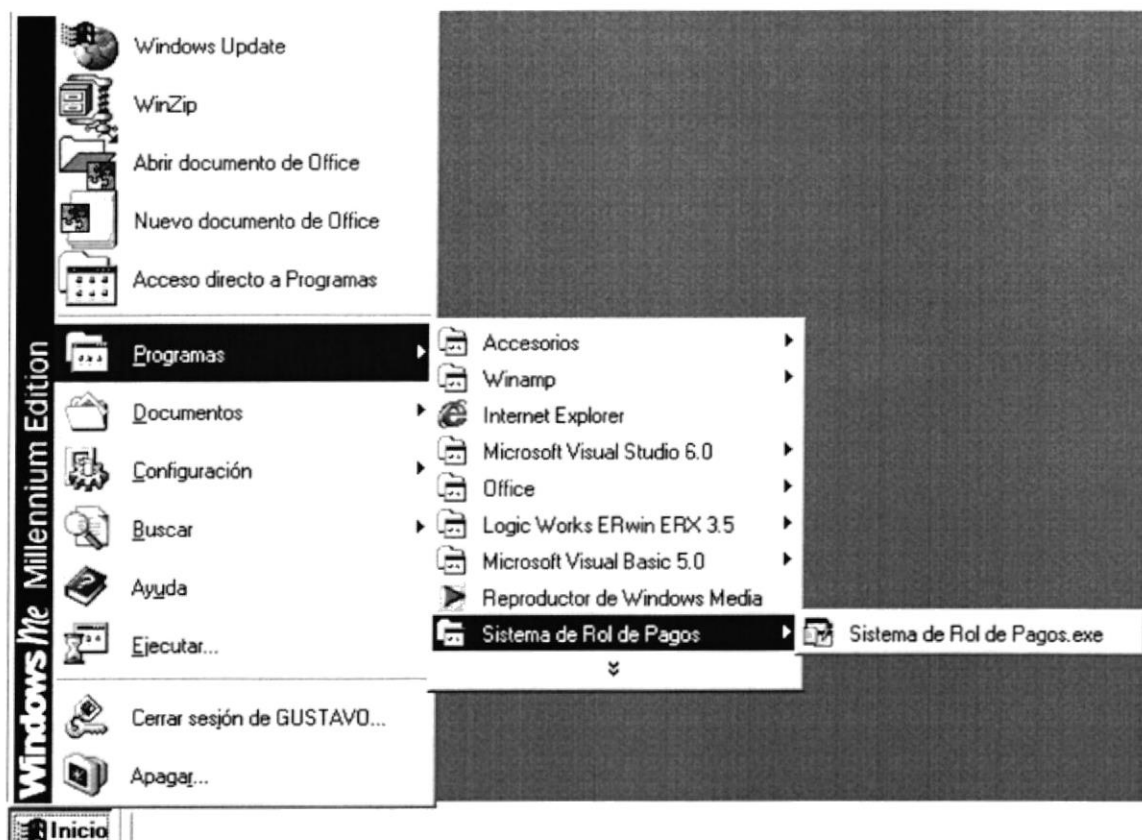 Windows Update
WinZip
Abrir documento de Office
Nuevo documento de Office
Acceso directo a Programas
Programas
Documentos
Configuración
Buscar
Ayuda
Ejecutar...
Cerrar sesión de GUSTAVO...
Apagar...
Windows Me Millennium Edition
Accesorios
Winamp
Internet Explorer
Microsoft Visual Studio 6.0
Office
Logic Works ERwin ERX 3.5
Microsoft Visual Basic 5.0
Reproductor de Windows Media
Sistema de Rol de Pagos
Sistema de Rol de Pagos.exe
Inicio